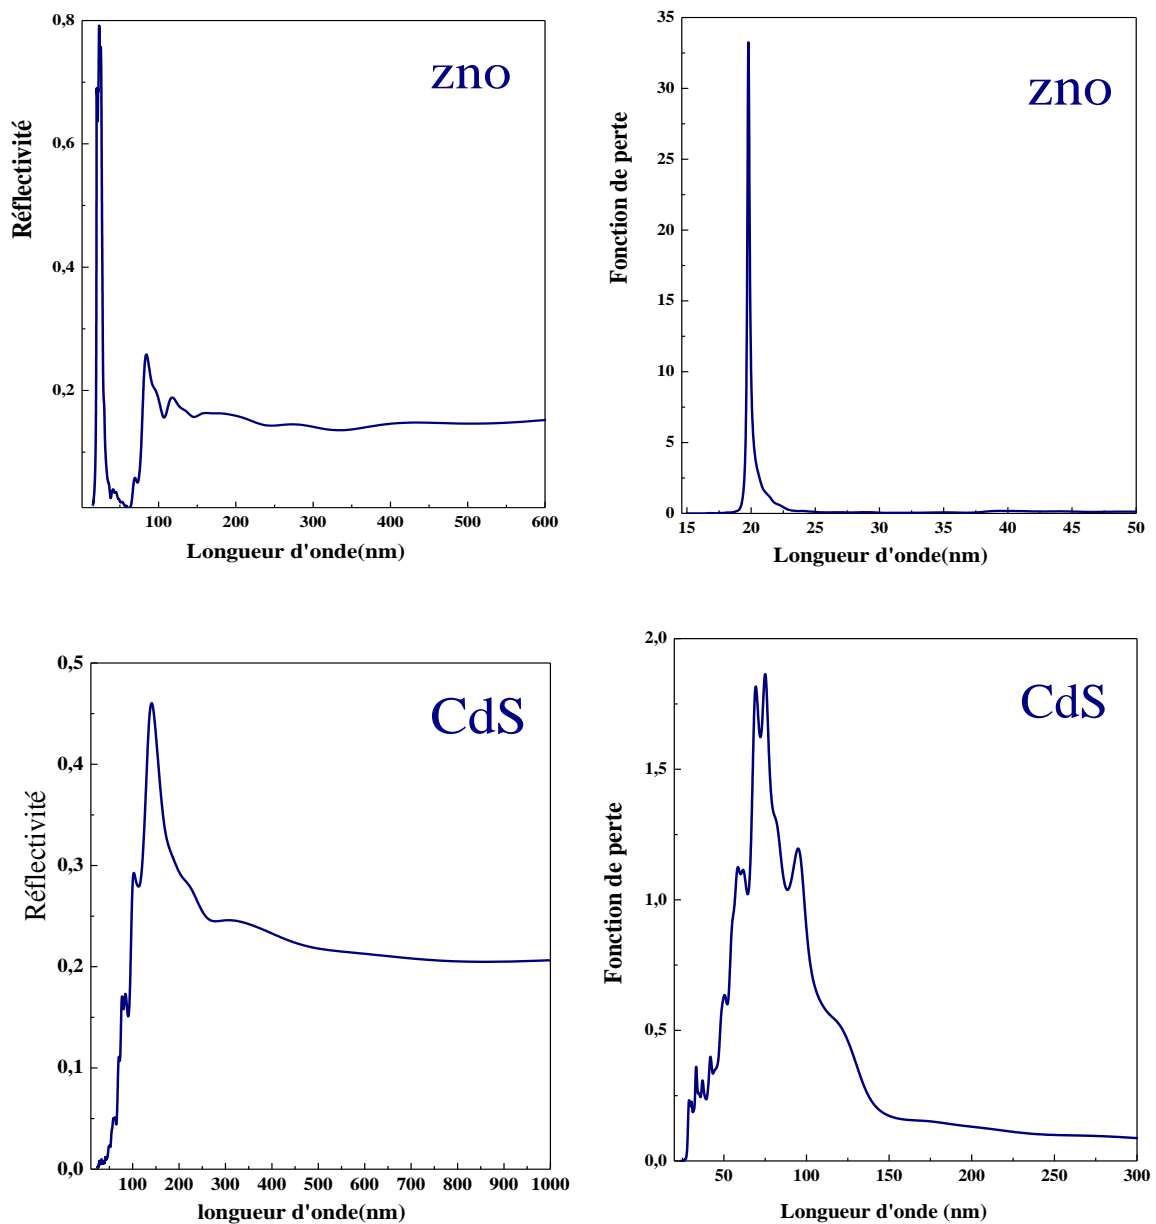 zno
Réflectivité
0,8
0,6
0,4
0,2
100 200 300 400 500 600
Longueur d'onde(nm)
zno
Fonction de perte
35
30
25
20
15
10
5
0
15 20 25 30 35 40 45 50
Longueur d'onde(nm)
CdS
Réflectivité
0,5
0,4
0,3
0,2
0,1
0,0
100 200 300 400 500 600 700 800 900 1000
longueur d'onde(nm)
CdS
Fonction de perte
2,0
1,5
1,0
0,5
0,0
50 100 150 200 250 300
Longueur d'onde (nm)